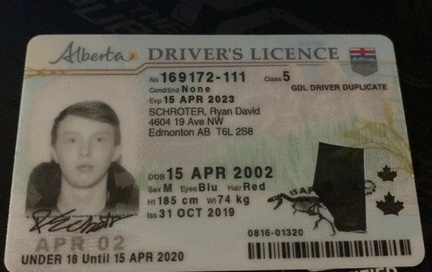 Alberta DRIVER'S LICENCE
No 169172-111 Class 5
Cond/End None GDL DRIVER DUPLICATE
Exp 15 APR 2023
SCHROTER, Ryan David
4604 19 Ave NW
Edmonton AB T6L 2S8
DOB 15 APR 2002
Sex M Eyes Blu Hair Red
Ht 185 cm Wt 74 kg
Iss 31 OCT 2019
APR 02
0816-01320
UNDER 18 Until 15 APR 2020